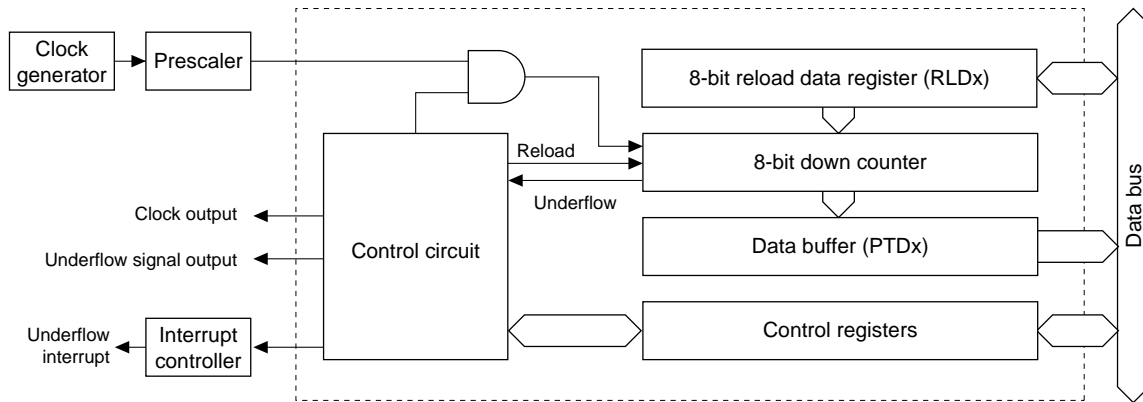 Clock
generator
Prescaler
8-bit reload data register (RLDx)
Reload
8-bit down counter
Underflow
Clock output
Control circuit
Data buffer (PTDx)
Underflow signal output
Underflow
interrupt
Interrupt
controller
Control registers
Data bus